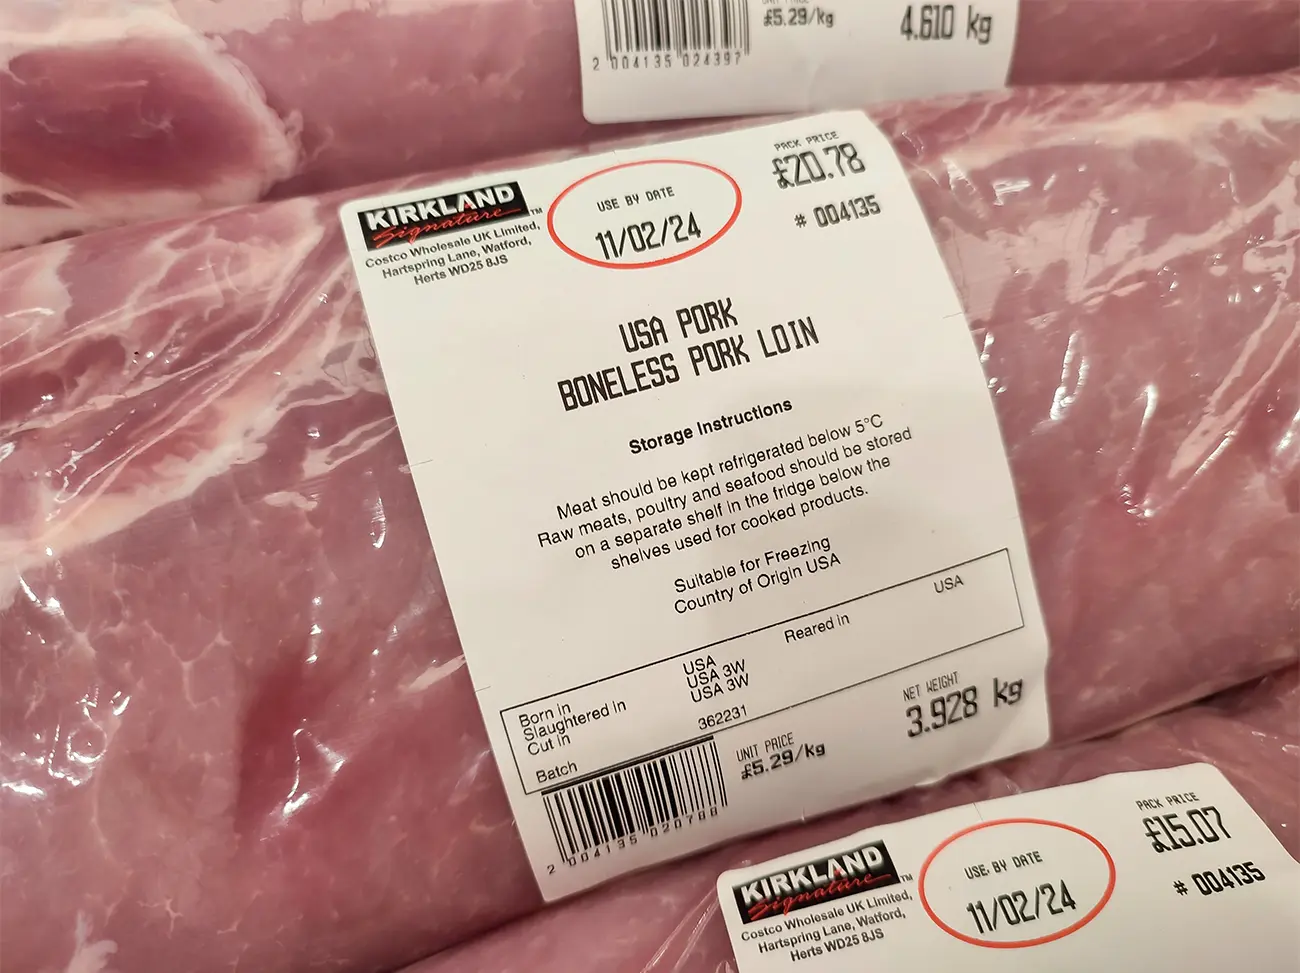 £5.29/kg
4.610 kg
2 004135 024397
KIRKLAND
Signature™
Costco Wholesale UK Limited,
Hartspring Lane, Watford,
Herts WD25 8JS
USE BY DATE
11/02/24
PACK PRICE
£20.78
# 004135
USA PORK
BONELESS PORK LOIN
Storage Instructions
Meat should be kept refrigerated below 5°C
Raw meats, poultry and seafood should be stored
on a separate shelf in the fridge below the
shelves used for cooked products.
Suitable for Freezing
Country of Origin USA
Born in USA Reared in USA
Slaughtered in USA 3W
Cut in USA 3W
Batch 362231
2 004135 020788
UNIT PRICE
£5.29/kg
NET WEIGHT
3.928 kg
KIRKLAND
Signature™
Costco Wholesale UK Limited,
Hartspring Lane, Watford,
Herts WD25 8JS
USE BY DATE
11/02/24
PACK PRICE
£15.07
# 004135